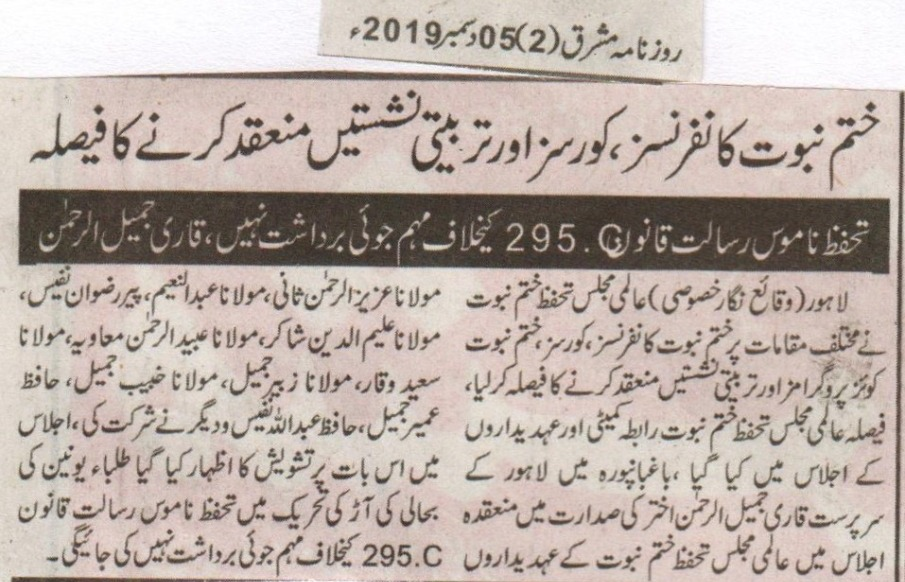 روزنامہ مشرق (2) 05 دسمبر 2019ء
ختم نبوت کانفرنسز، کورسز اور تربیتی نشستیں منعقد کرنے کا فیصلہ
تحفظ ناموس رسالت قانون 295.C کیخلاف مہم جوئی برداشت نہیں، قاری جمیل الرحمٰن
لاہور (وقائع نگار خصوصی) عالمی مجلس تحفظ ختم نبوت
نے مختلف مقامات پر ختم نبوت کانفرنسز، کورسز، ختم نبوت
کوئز پروگرامز اور تربیتی نشستیں منعقد کرنے کا فیصلہ کر لیا،
فیصلہ عالمی مجلس تحفظ ختم نبوت رابطہ کمیٹی اور عہدیداروں
کے اجلاس میں کیا گیا، باغبانپورہ میں لاہور کے
سرپرست قاری جمیل الرحمٰن اختر کی صدارت میں منعقدہ
اجلاس میں عالمی مجلس تحفظ ختم نبوت کے عہدیداروں
مولانا عزیز الرحمٰن ثانی، مولانا عبدالنعیم، پیر رضوان نفیس،
مولانا علیم الدین شاکر، مولانا عبید الرحمٰن معاویہ، مولانا
سعید وقار، مولانا زبیر جمیل، مولانا خبیب جمیل، حافظ
عمیر جمیل، حافظ عبداللہ نفیس و دیگر نے شرکت کی، اجلاس
میں اس بات پر تشویش کا اظہار کیا گیا طلباء یونین کی
بحالی کی آڑ کی تحریک میں تحفظ ناموس رسالت قانون
295.C کیخلاف مہم جوئی برداشت نہیں کی جائیگی۔